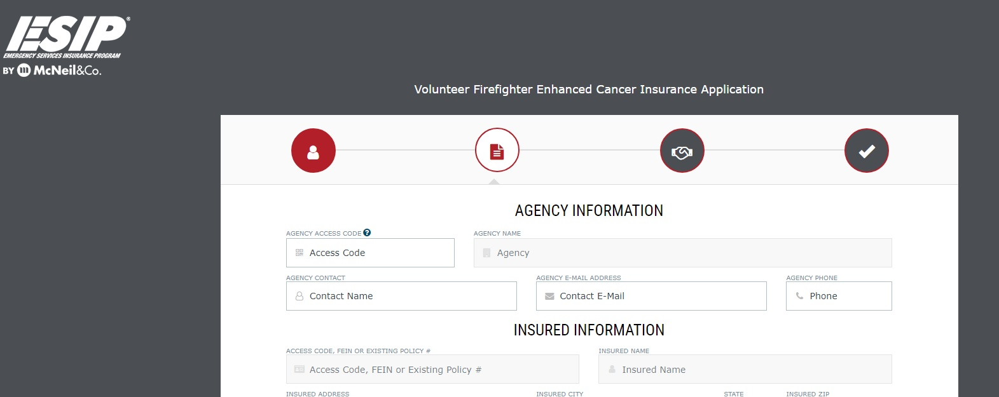 ESIP®
EMERGENCY SERVICES INSURANCE PROGRAM
BY m McNeil&Co.
Volunteer Firefighter Enhanced Cancer Insurance Application
AGENCY INFORMATION
AGENCY ACCESS CODE ?
AGENCY NAME
Access Code
Agency
AGENCY CONTACT
AGENCY E-MAIL ADDRESS
AGENCY PHONE
Contact Name
Contact E-Mail
Phone
INSURED INFORMATION
ACCESS CODE, FEIN OR EXISTING POLICY #
INSURED NAME
Access Code, FEIN or Existing Policy #
Insured Name
INSURED ADDRESS
INSURED CITY
STATE
INSURED ZIP